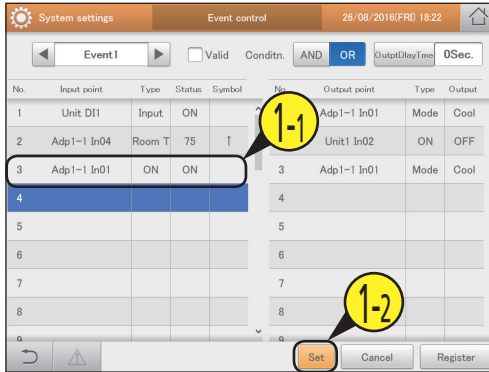 System settings Event control 26/08/2016(FRI) 18:22
Event1 Valid Conditn. AND OR OutptDlayTme 0Sec.
No. Input point Type Status Symbol No. Output point Type Output
1 Unit DI1 Input ON Adp1-1 In01 Mode Cool
1-1
2 Adp1-1 In04 Room T 75 ↑ Unit1 In02 ON OFF
3 Adp1-1 In01 ON ON 3 Adp1-1 In01 Mode Cool
4 4
5 5
6 6
7 7
8 8
1-2
9 9
Set Cancel Register